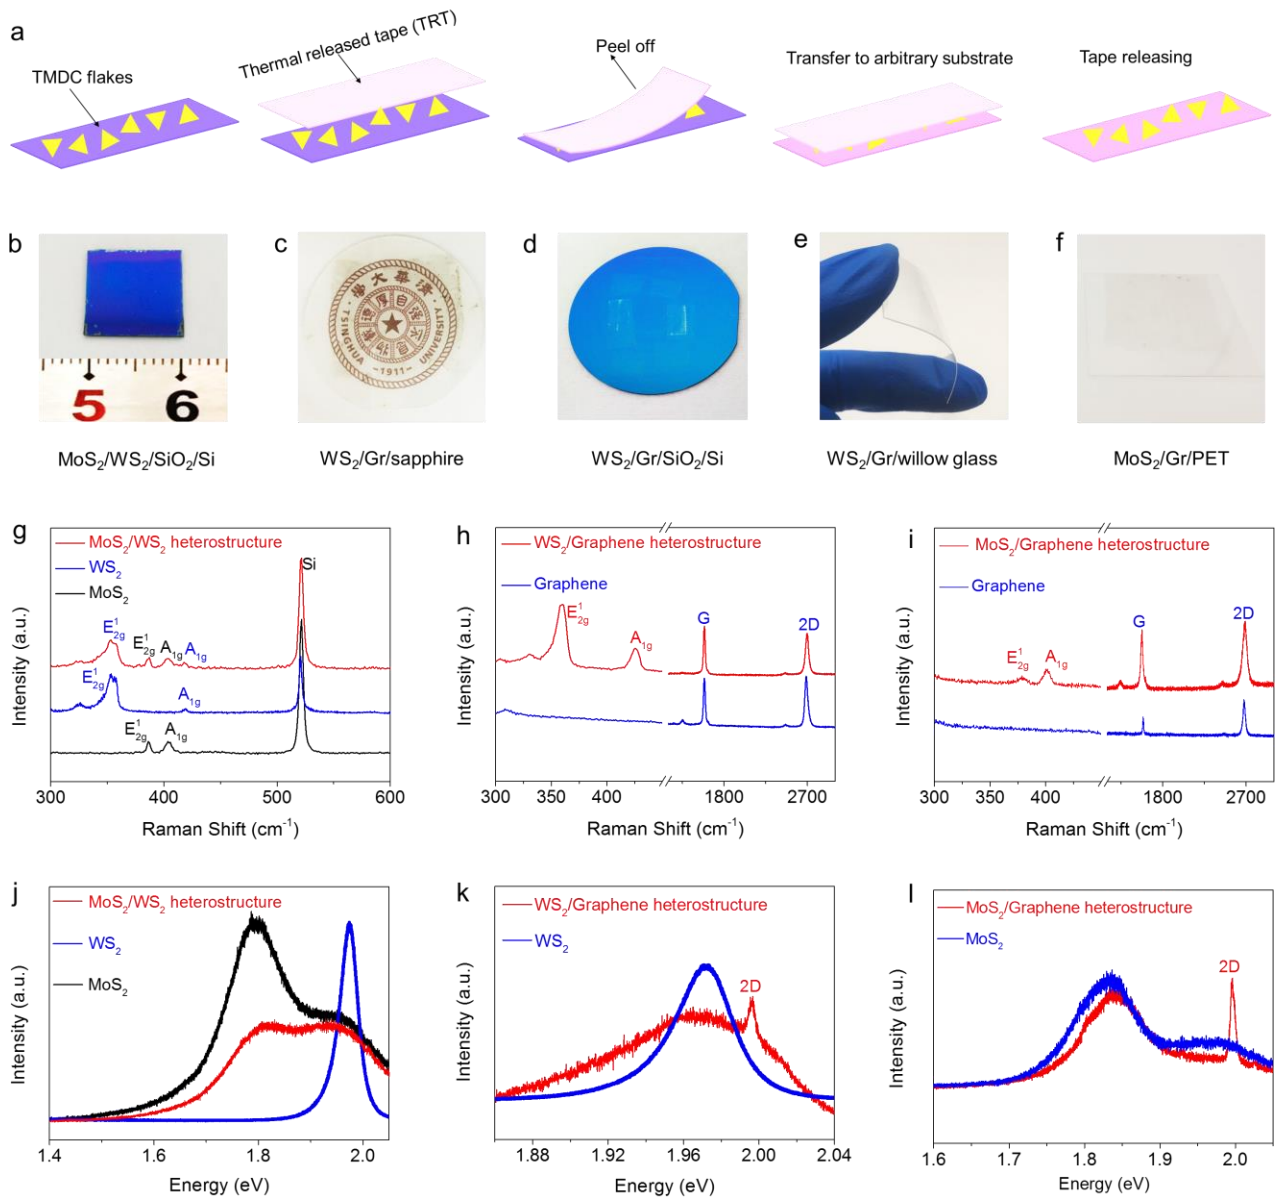 a
TMDC flakes
Thermal released tape (TRT)
Peel off
Transfer to arbitrary substrate
Tape releasing
b
5 6
MoS₂/WS₂/SiO₂/Si
c
清華大學
TSINGHUA UNIVERSITY
-1911-
WS₂/Gr/sapphire
d
WS₂/Gr/SiO₂/Si
e
WS₂/Gr/willow glass
f
MoS₂/Gr/PET
g
MoS₂/WS₂ heterostructure
WS₂
MoS₂
Si
E¹₂g E¹₂g A₁g A₁g
E¹₂g A₁g
E¹₂g A₁g
Intensity (a.u.)
300 400 500 600
Raman Shift (cm⁻¹)
h
WS₂/Graphene heterostructure
Graphene
E¹₂g A₁g G 2D
Intensity (a.u.)
300 350 400 1800 2700
Raman Shift (cm⁻¹)
i
MoS₂/Graphene heterostructure
Graphene
E¹₂g A₁g G 2D
Intensity (a.u.)
300 350 400 1800 2700
Raman Shift (cm⁻¹)
j
MoS₂/WS₂ heterostructure
WS₂
MoS₂
Intensity (a.u.)
1.4 1.6 1.8 2.0
Energy (eV)
k
WS₂/Graphene heterostructure
WS₂
2D
Intensity (a.u.)
1.88 1.92 1.96 2.00 2.04
Energy (eV)
l
MoS₂/Graphene heterostructure
MoS₂
2D
Intensity (a.u.)
1.6 1.7 1.8 1.9 2.0
Energy (eV)